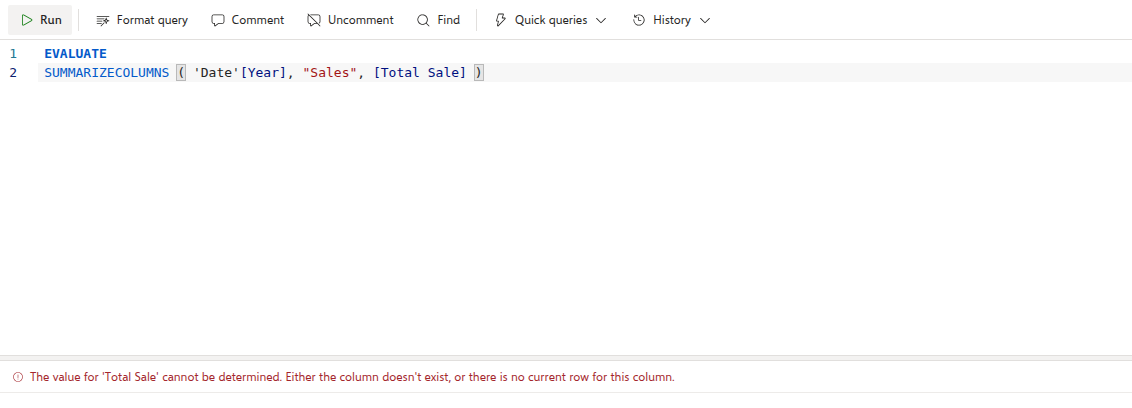 Run Format query Comment Uncomment Find Quick queries History
1 EVALUATE
2 SUMMARIZECOLUMNS ( 'Date'[Year], "Sales", [Total Sale] )
The value for 'Total Sale' cannot be determined. Either the column doesn't exist, or there is no current row for this column.